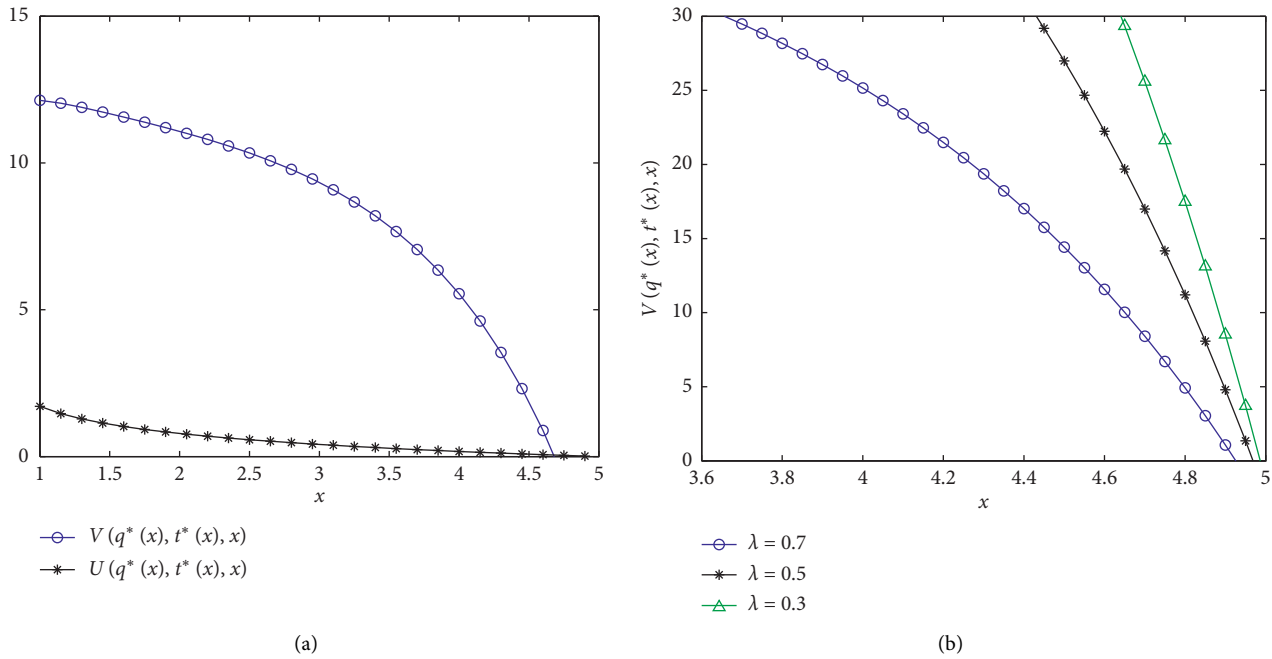 15
10
5
0
1
1.5
2
2.5
3
3.5
4
4.5
5
x
V (q* (x), t* (x), x)
U (q* (x), t* (x), x)
(a)
V (q* (x), t* (x), x)
30
25
20
15
10
5
0
3.6
3.8
4
4.2
4.4
4.6
4.8
5
x
λ = 0.7
λ = 0.5
λ = 0.3
(b)